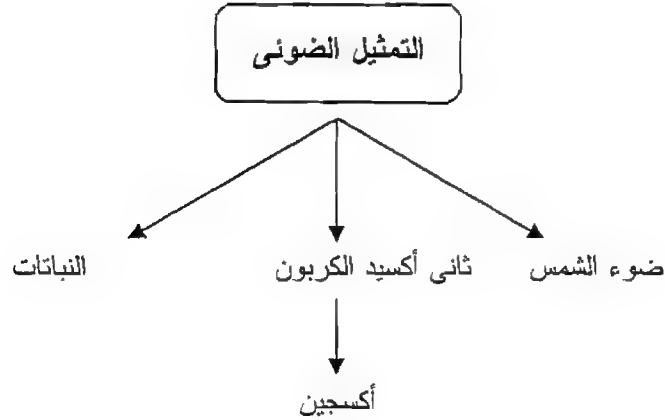 التمثيل الضوئى
ضوء الشمس
ثانى أكسيد الكربون
النباتات
أكسجين